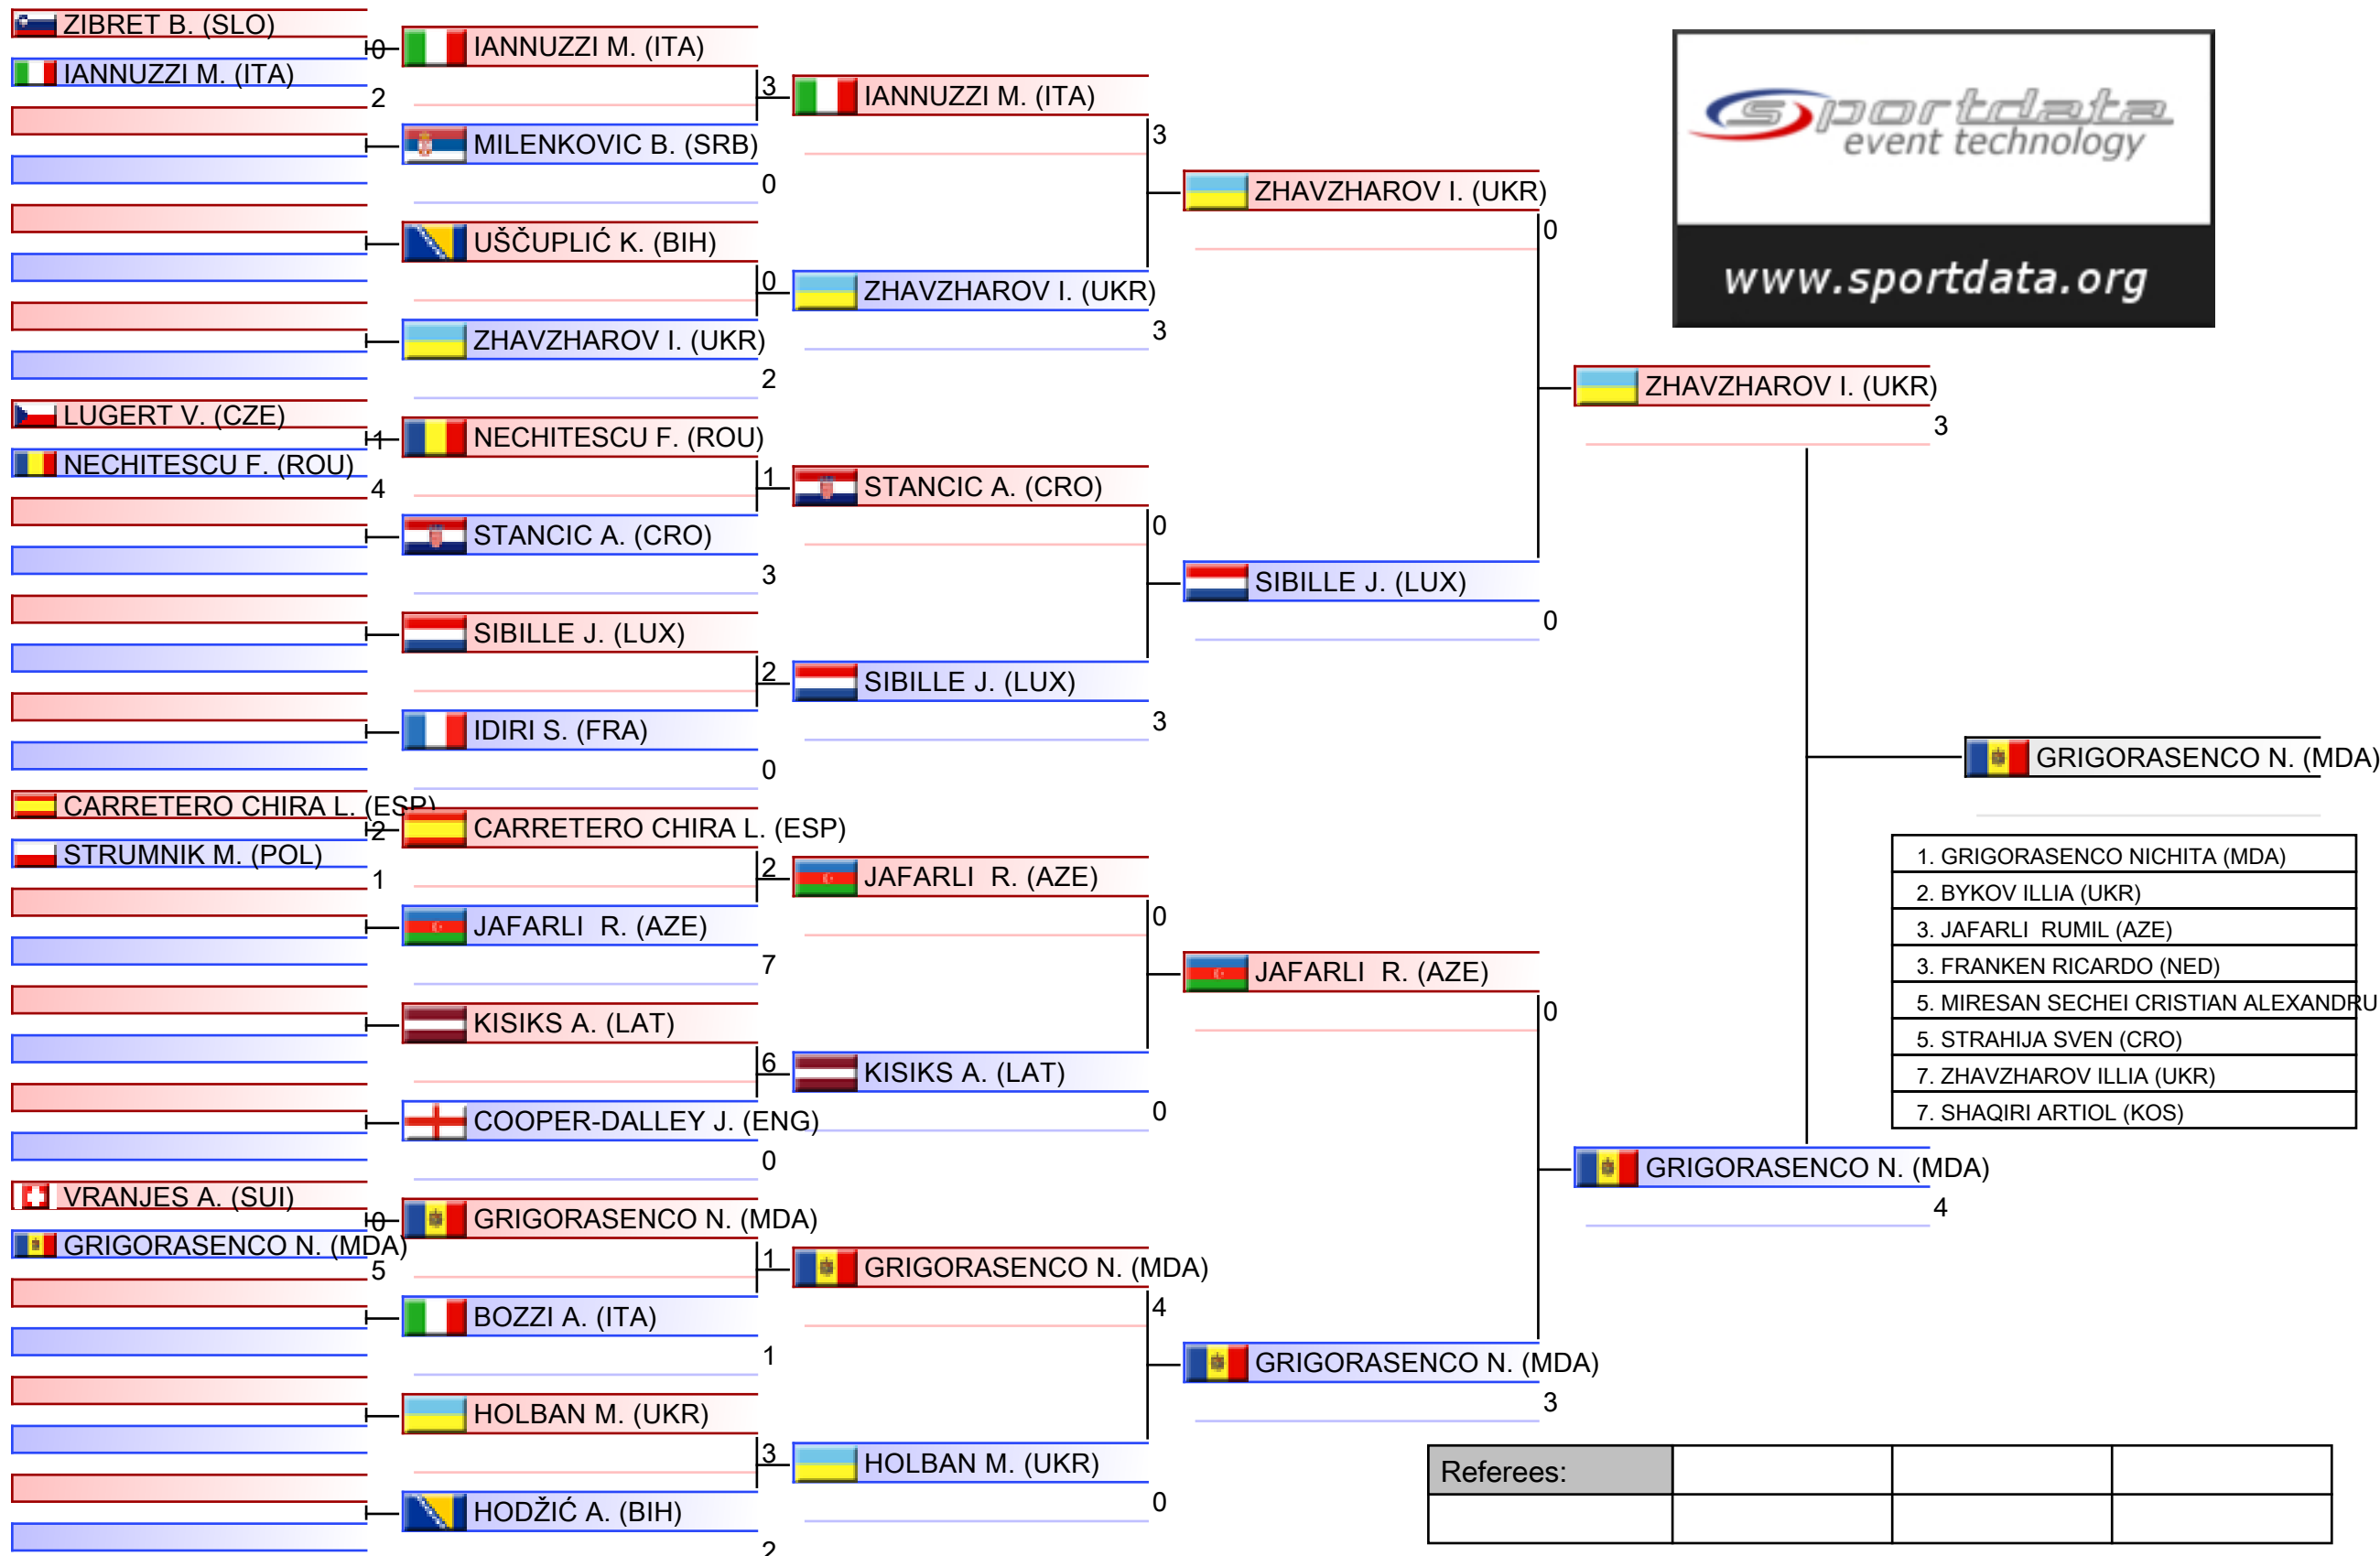 ZIBRET B. (SLO)
0
IANNUZZI M. (ITA)
2
LUGERT V. (CZE)
1
NECHITESCU F. (ROU)
4
CARRETERO CHIRA L. (ESP)
2
STRUMNIK M. (POL)
1
VRANJES A. (SUI)
0
GRIGORASENCO N. (MDA)
5
IANNUZZI M. (ITA)
3
MILENKOVIC B. (SRB)
0
UŠČUPLIĆ K. (BIH)
0
ZHAVZHAROV I. (UKR)
2
NECHITESCU F. (ROU)
1
STANCIC A. (CRO)
3
SIBILLE J. (LUX)
2
IDIRI S. (FRA)
0
CARRETERO CHIRA L. (ESP)
2
JAFARLI  R. (AZE)
7
KISIKS A. (LAT)
6
COOPER-DALLEY J. (ENG)
0
GRIGORASENCO N. (MDA)
1
BOZZI A. (ITA)
1
HOLBAN M. (UKR)
3
HODŽIĆ A. (BIH)
2
IANNUZZI M. (ITA)
3
ZHAVZHAROV I. (UKR)
3
STANCIC A. (CRO)
0
SIBILLE J. (LUX)
3
JAFARLI  R. (AZE)
0
KISIKS A. (LAT)
0
GRIGORASENCO N. (MDA)
4
HOLBAN M. (UKR)
0
ZHAVZHAROV I. (UKR)
0
SIBILLE J. (LUX)
0
JAFARLI  R. (AZE)
0
GRIGORASENCO N. (MDA)
3
ZHAVZHAROV I. (UKR)
3
GRIGORASENCO N. (MDA)
4
GRIGORASENCO N. (MDA)
sportdata
event technology
www.sportdata.org
1. GRIGORASENCO NICHITA (MDA)
2. BYKOV ILLIA (UKR)
3. JAFARLI  RUMIL (AZE)
3. FRANKEN RICARDO (NED)
5. MIRESAN SECHEI CRISTIAN ALEXANDRU
5. STRAHIJA SVEN (CRO)
7. ZHAVZHAROV ILLIA (UKR)
7. SHAQIRI ARTIOL (KOS)
Referees: